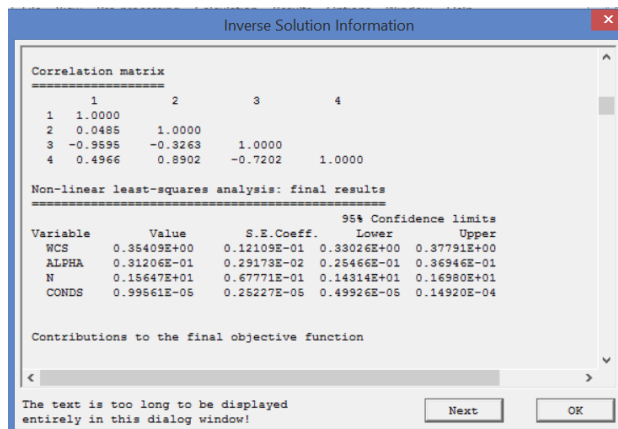 Inverse Solution Information
Correlation matrix
===================
1 2 3 4
1 1.0000
2 0.0485 1.0000
3 -0.9595 -0.3263 1.0000
4 0.4966 0.8902 -0.7202 1.0000
Non-linear least-squares analysis: final results
================================================
95% Confidence limits
Variable Value S.E.Coeff. Lower Upper
WCS 0.35409E+00 0.12109E-01 0.33026E+00 0.37791E+00
ALPHA 0.31206E-01 0.29173E-02 0.25466E-01 0.36946E-01
N 0.15647E+01 0.67771E-01 0.14314E+01 0.16980E+01
CONDS 0.99561E-05 0.25227E-05 0.49926E-05 0.14920E-04
Contributions to the final objective function
The text is too long to be displayed
entirely in this dialog window!
Next
OK